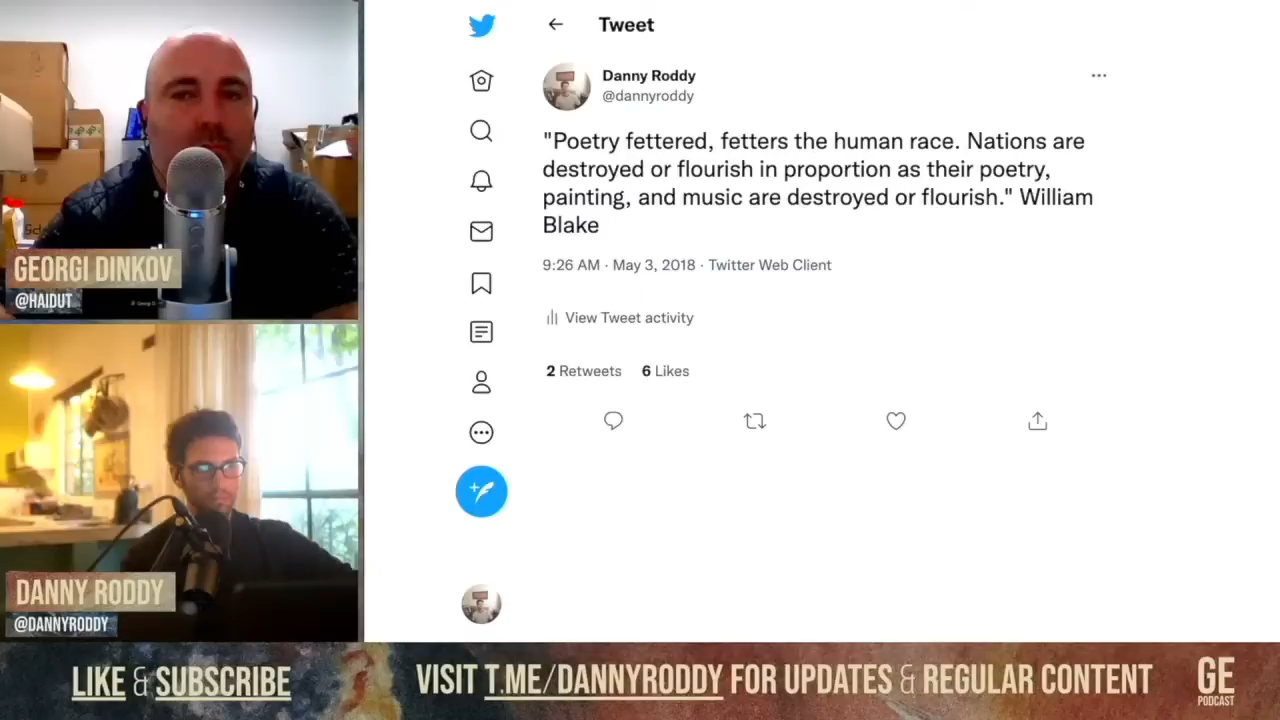 Tweet
Danny Roddy
@dannyroddy
"Poetry fettered, fetters the human race. Nations are
destroyed or flourish in proportion as their poetry,
painting, and music are destroyed or flourish." William
Blake
9:26 AM · May 3, 2018 · Twitter Web Client
View Tweet activity
2 Retweets 6 Likes
GEORGI DINKOV
@HAIDUT
DANNY RODDY
@DANNYRODDY
LIKE & SUBSCRIBE
VISIT T.ME/DANNYRODDY FOR UPDATES & REGULAR CONTENT
GE
PODCAST